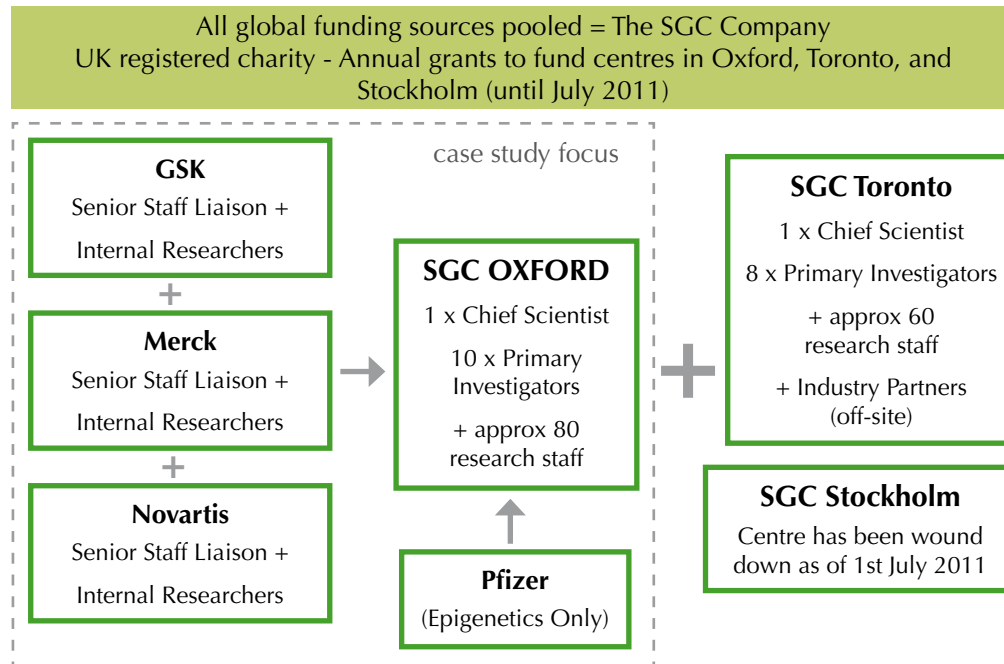 All global funding sources pooled = The SGC Company
UK registered charity - Annual grants to fund centres in Oxford, Toronto, and
Stockholm (until July 2011)
case study focus
GSK
Senior Staff Liaison +
Internal Researchers
+
Merck
Senior Staff Liaison +
Internal Researchers
+
Novartis
Senior Staff Liaison +
Internal Researchers
SGC OXFORD
1 x Chief Scientist
10 x Primary
Investigators
+ approx 80
research staff
Pfizer
(Epigenetics Only)
+
SGC Toronto
1 x Chief Scientist
8 x Primary Investigators
+ approx 60
research staff
+ Industry Partners
(off-site)
SGC Stockholm
Centre has been wound
down as of 1st July 2011